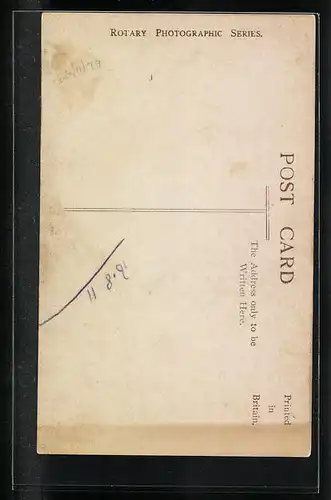 ROTARY PHOTOGRAPHIC SERIES.
POST CARD
The Address only to be
Written Here.
Printed
in
Britain.